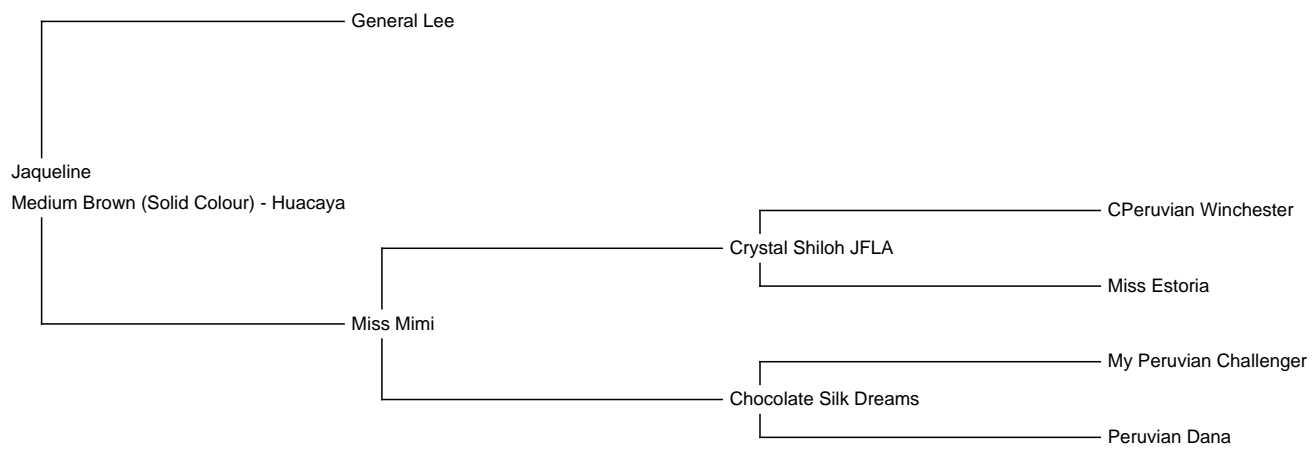 General Lee
Jaqueline
Medium Brown (Solid Colour) - Huacaya
CPeruvian Winchester
Crystal Shiloh JFLA
Miss Estoria
Miss Mimi
My Peruvian Challenger
Chocolate Silk Dreams
Peruvian Dana